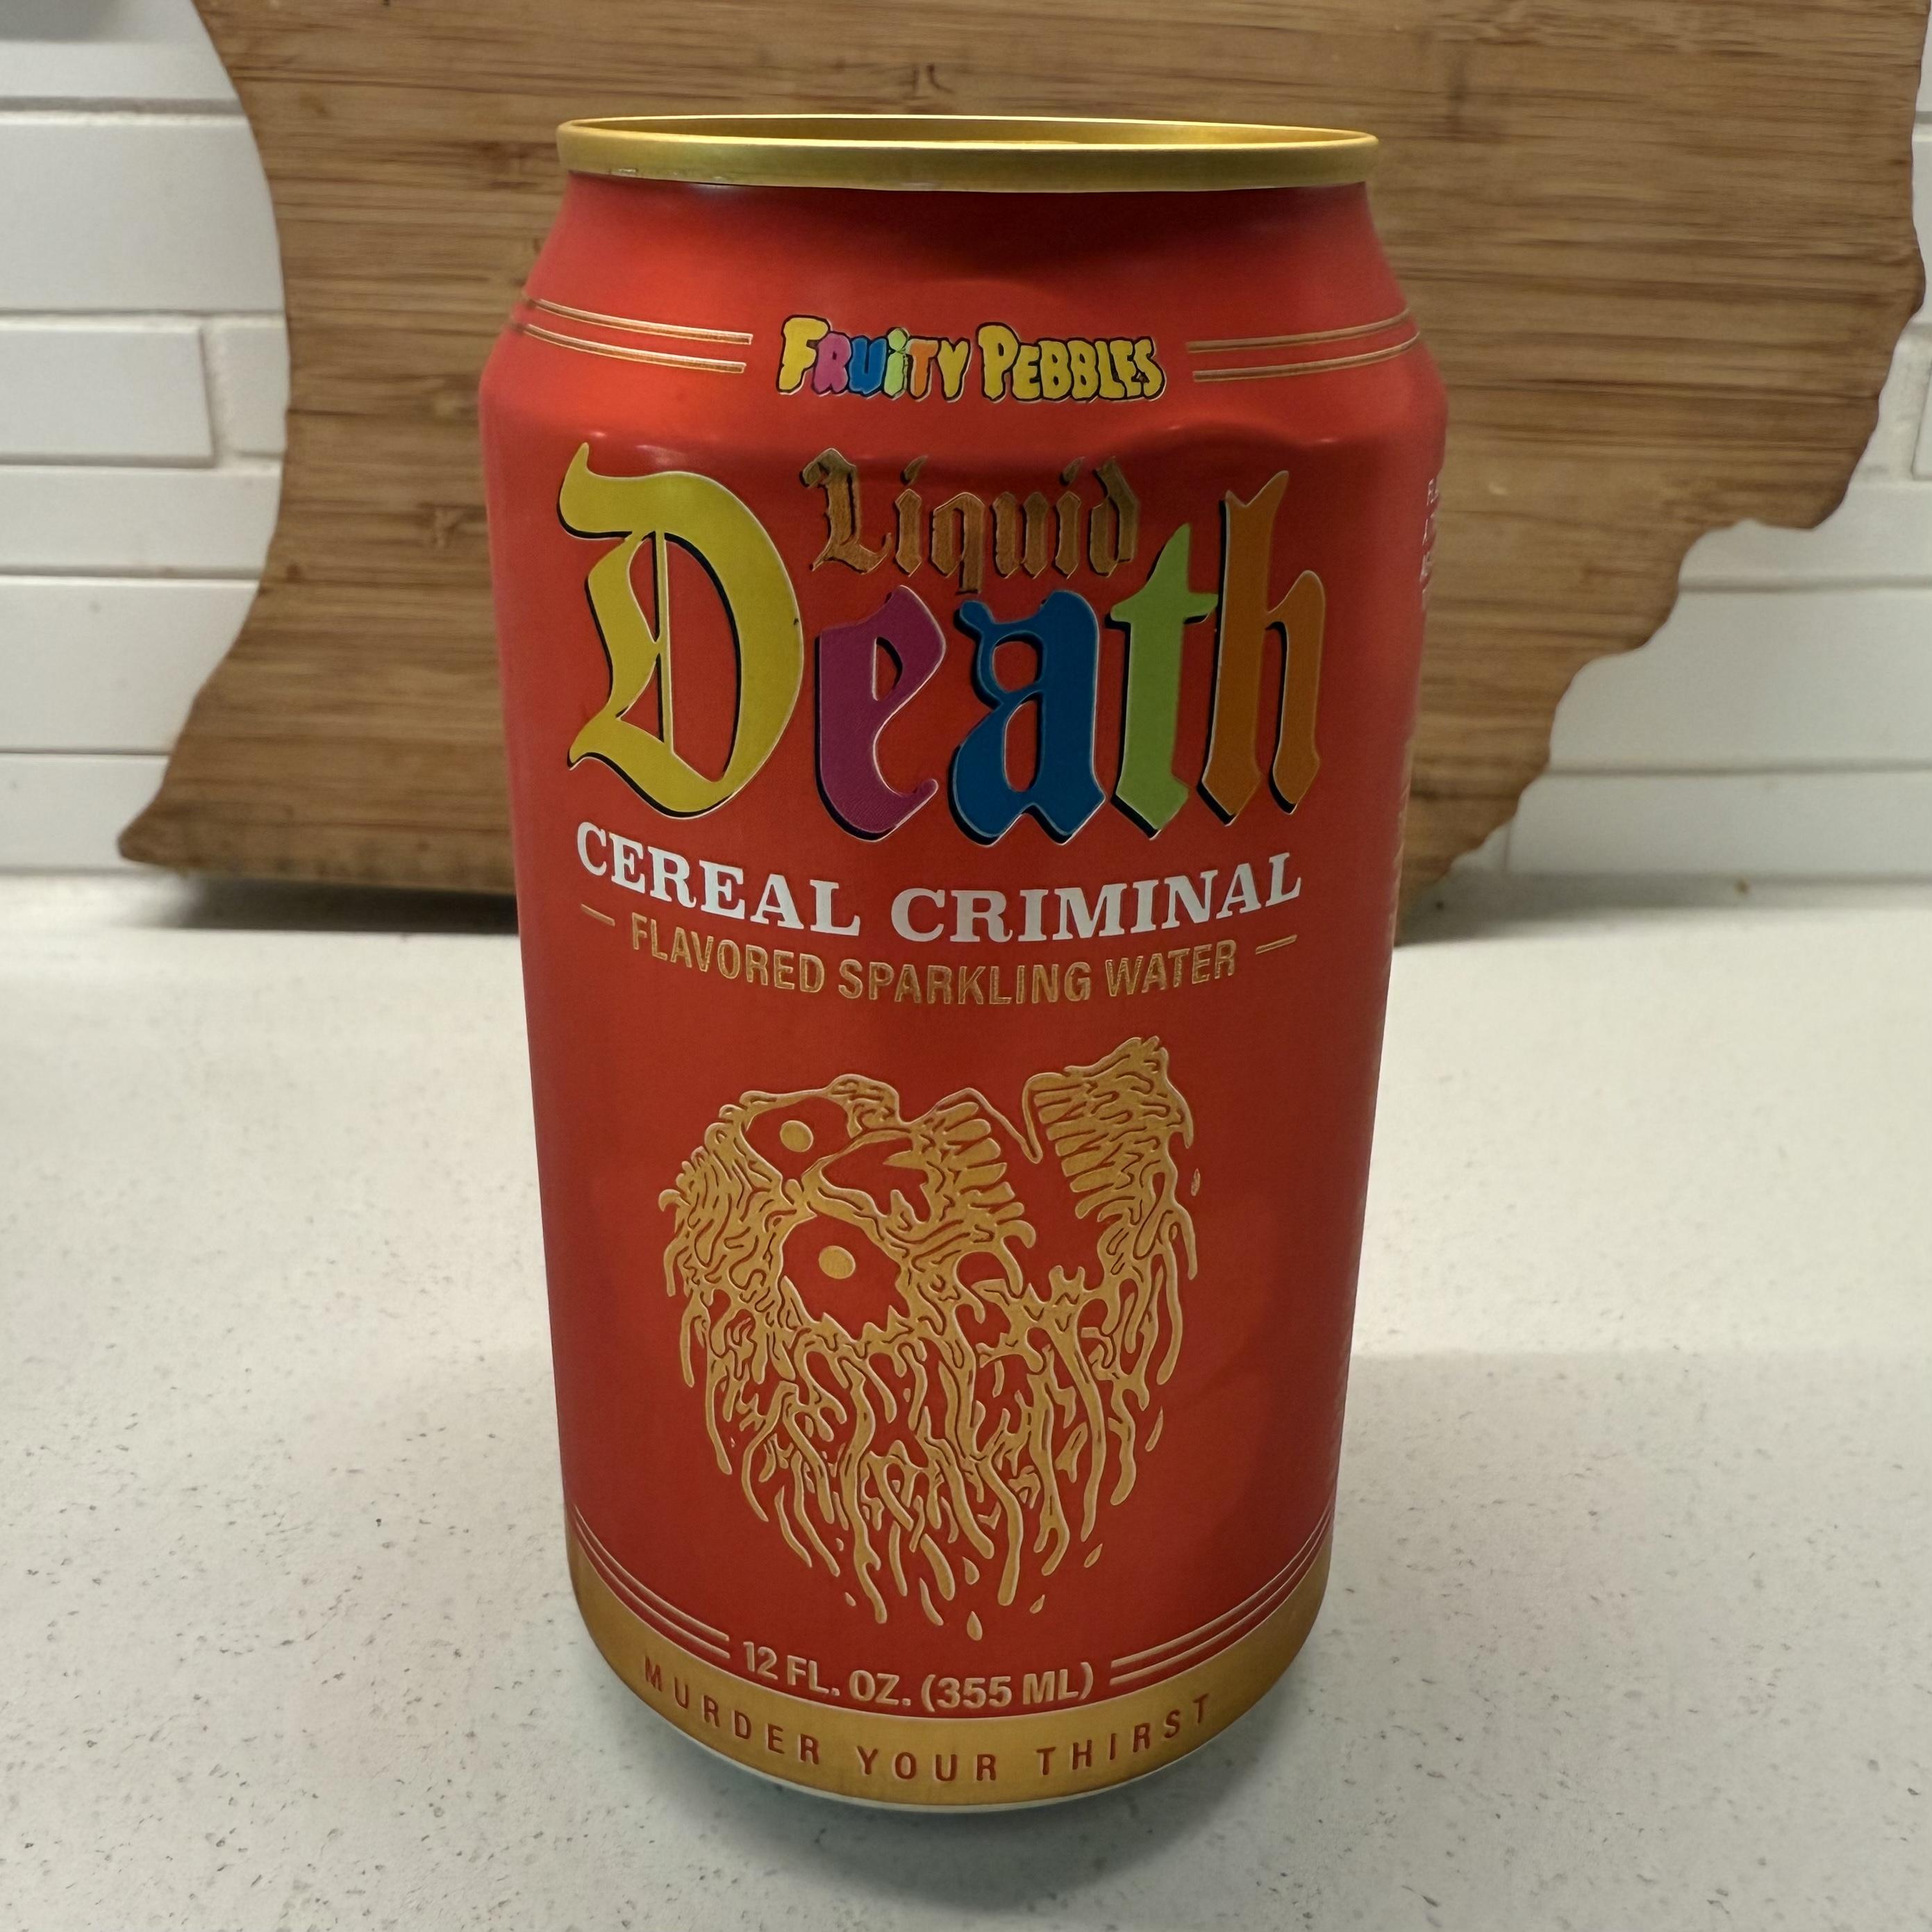 FRUITY PEBBLES
Liquid
Death
CEREAL CRIMINAL
FLAVORED SPARKLING WATER
12 FL. OZ. (355 ML)
MURDER YOUR THIRST